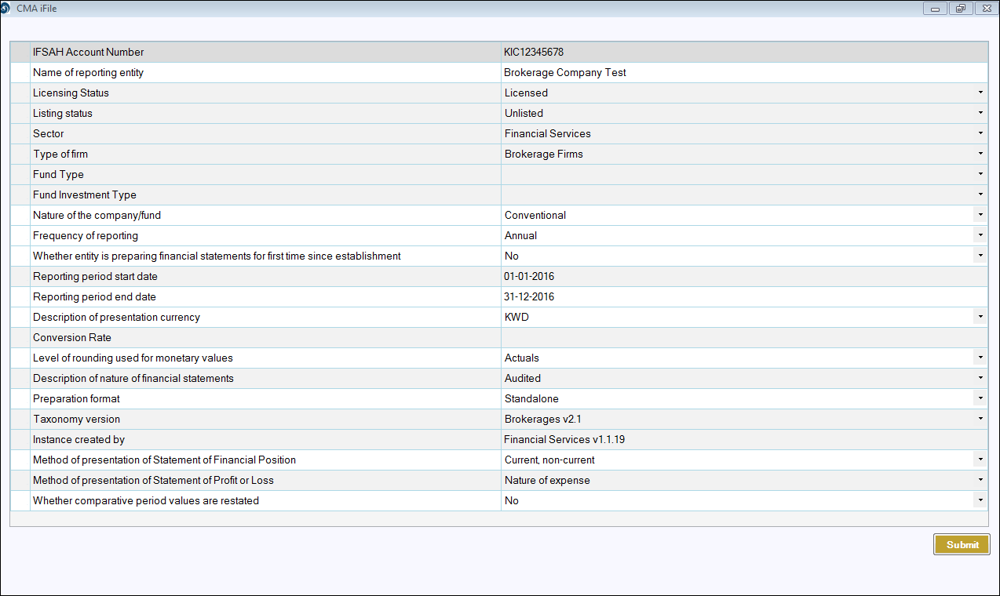 CMA iFile
IFSAH Account Number KIC12345678
Name of reporting entity Brokerage Company Test
Licensing Status Licensed
Listing status Unlisted
Sector Financial Services
Type of firm Brokerage Firms
Fund Type
Fund Investment Type
Nature of the company/fund Conventional
Frequency of reporting Annual
Whether entity is preparing financial statements for first time since establishment No
Reporting period start date 01-01-2016
Reporting period end date 31-12-2016
Description of presentation currency KWD
Conversion Rate
Level of rounding used for monetary values Actuals
Description of nature of financial statements Audited
Preparation format Standalone
Taxonomy version Brokerages v2.1
Instance created by Financial Services v1.1.19
Method of presentation of Statement of Financial Position Current, non-current
Method of presentation of Statement of Profit or Loss Nature of expense
Whether comparative period values are restated No
Submit